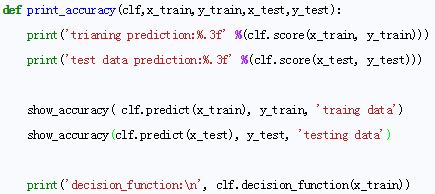 def print_accuracy(clf,x_train,y_train,x_test,y_test):
print('trianing prediction:%.3f' %(clf.score(x_train, y_train)))
print('test data prediction:%.3f' %(clf.score(x_test, y_test)))
show_accuracy( clf.predict(x_train), y_train, 'traing data')
show_accuracy(clf.predict(x_test), y_test, 'testing data')
print('decision_function:\n', clf.decision_function(x_train))